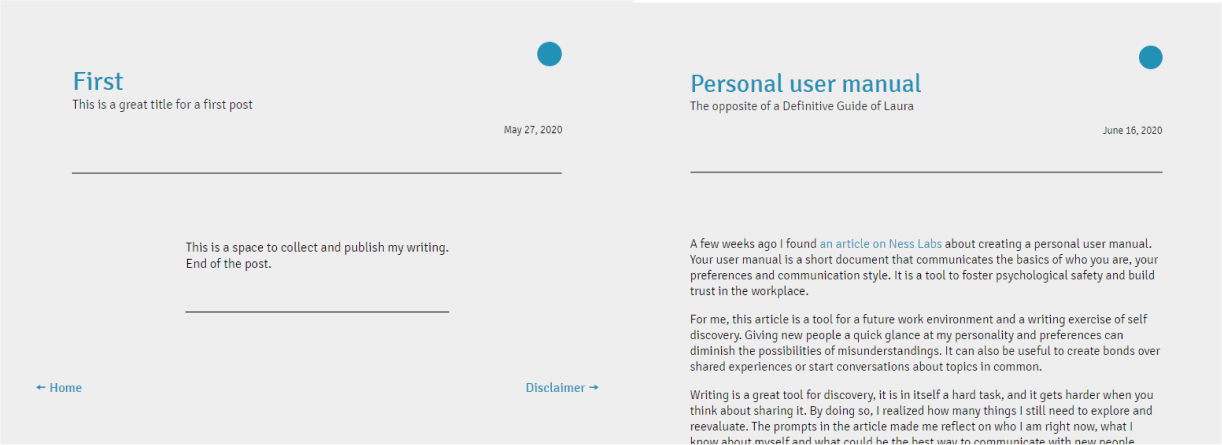 First
This is a great title for a first post
May 27, 2020
This is a space to collect and publish my writing.
End of the post.
← Home
Disclaimer →
Personal user manual
The opposite of a Definitive Guide of Laura
June 16, 2020
A few weeks ago I found an article on Ness Labs about creating a personal user manual.
Your user manual is a short document that communicates the basics of who you are, your
preferences and communication style. It is a tool to foster psychological safety and build
trust in the workplace.
For me, this article is a tool for a future work environment and a writing exercise of self
discovery. Giving new people a quick glance at my personality and preferences can
diminish the possibilities of misunderstandings. It can also be useful to create bonds over
shared experiences or start conversations about topics in common.
Writing is a great tool for discovery, it is in itself a hard task, and it gets harder when you
think about sharing it. By doing so, I realized how many things I still need to explore and
reevaluate. The prompts in the article made me reflect on who I am right now, what I
know about myself and what could be the best way to communicate with new people